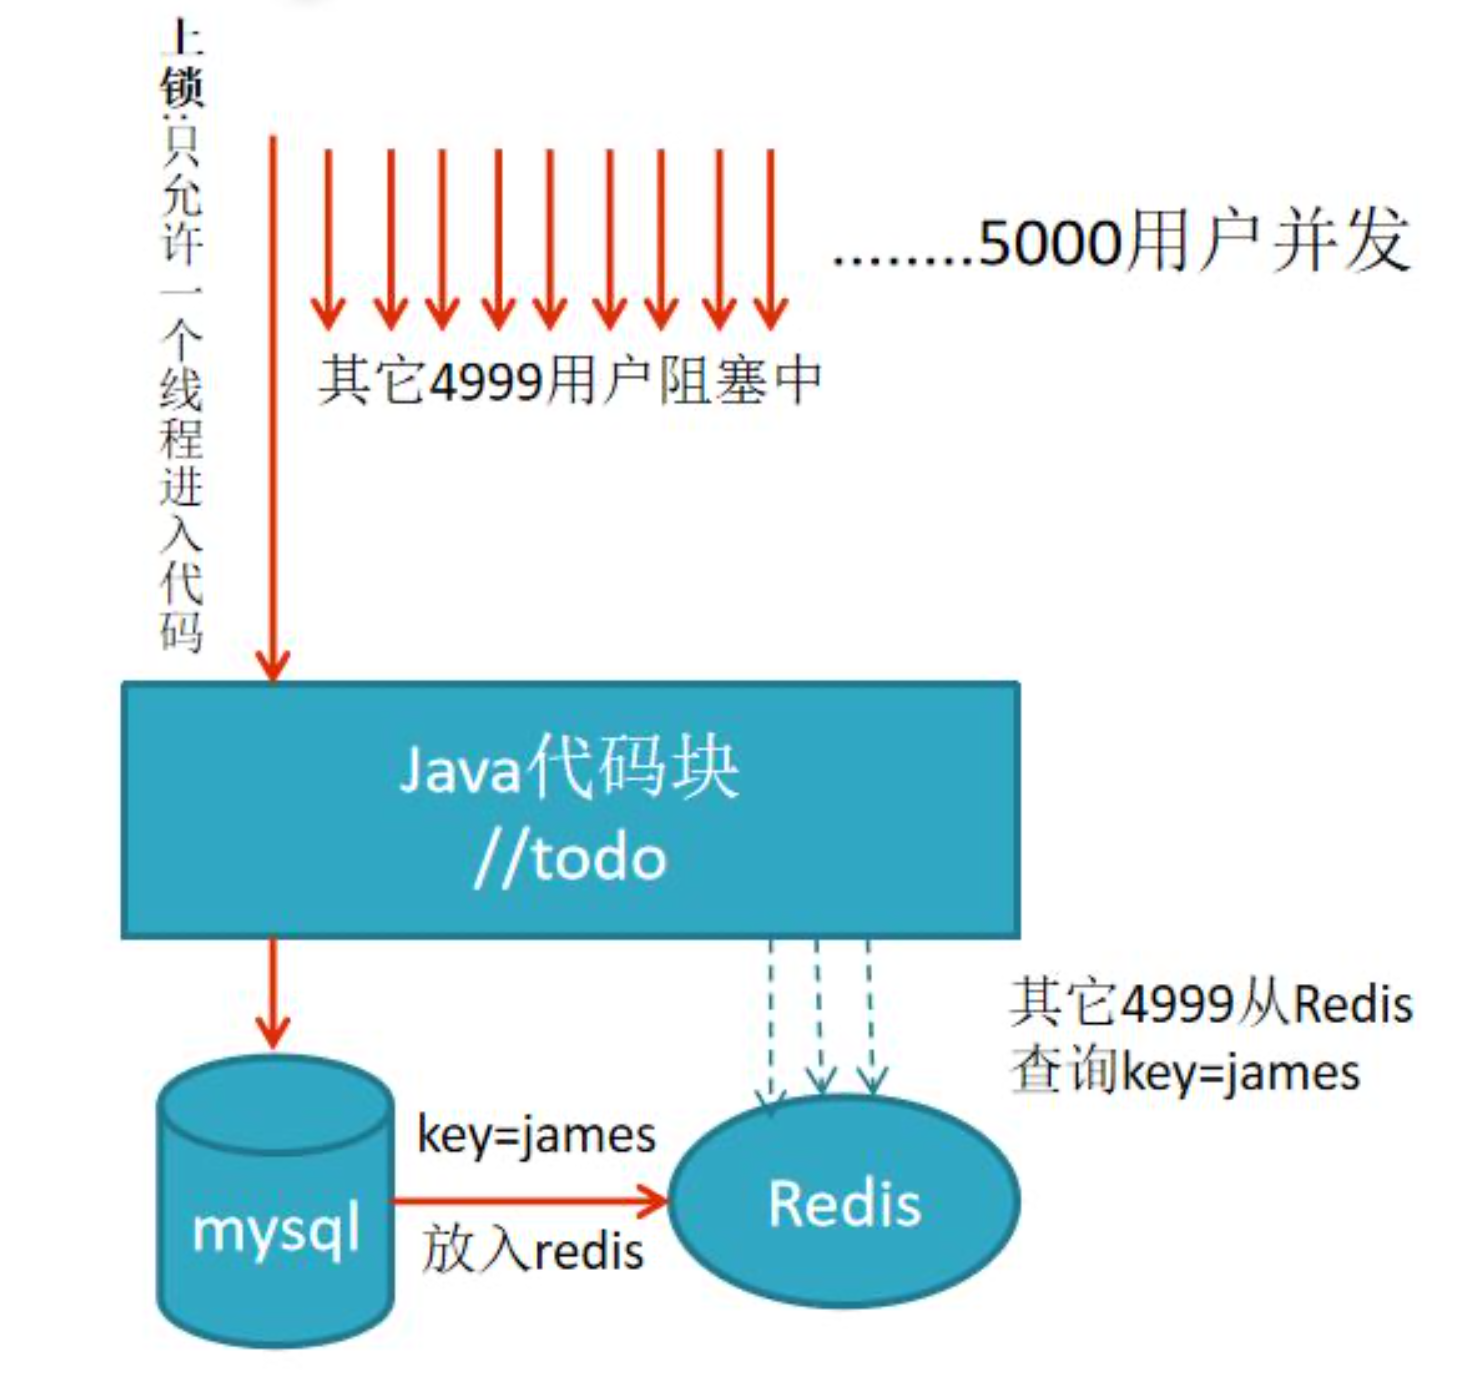 上锁:只允许一个线程进入代码
........5000用户并发
其它4999用户阻塞中
Java代码块
//todo
其它4999从Redis
查询key=james
key=james
放入redis
mysql
Redis